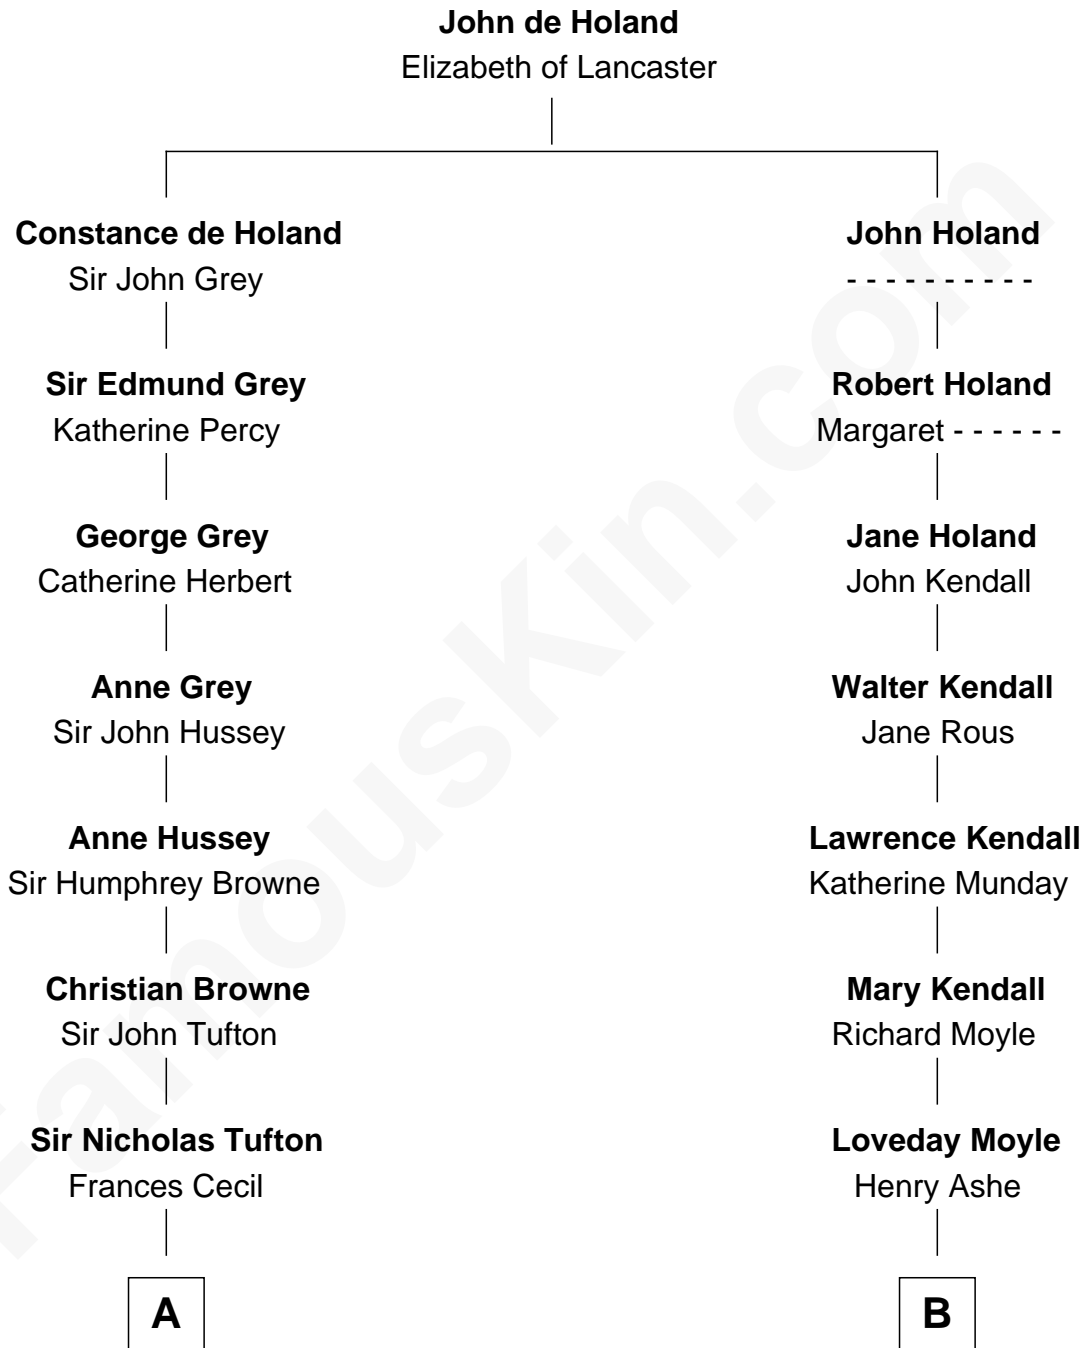 John de Holand
Elizabeth of Lancaster
Constance de Holand
Sir John Grey
John Holand
- - - - - - - - - -
Sir Edmund Grey
Katherine Percy
Robert Holand
Margaret - - - - - -
George Grey
Catherine Herbert
Jane Holand
John Kendall
Anne Grey
Sir John Hussey
Walter Kendall
Jane Rous
Anne Hussey
Sir Humphrey Browne
Lawrence Kendall
Katherine Munday
Christian Browne
Sir John Tufton
Mary Kendall
Richard Moyle
Sir Nicholas Tufton
Frances Cecil
Loveday Moyle
Henry Ashe
A
B
FamousKin.com